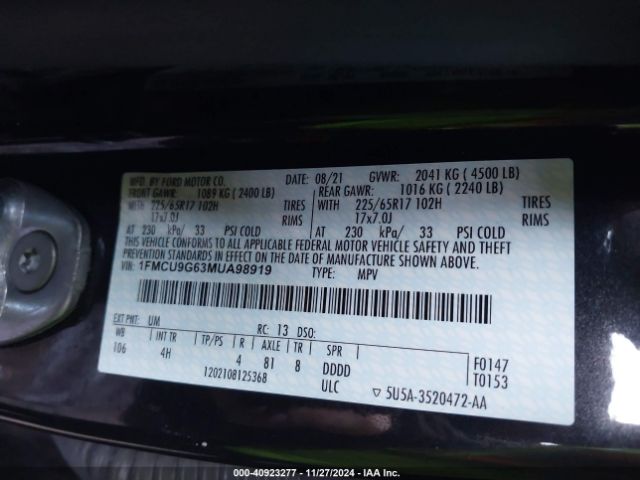 MFD. BY FORD MOTOR CO.
DATE: 08/21 GVWR: 2041 KG (4500 LB)
FRONT GAWR: 1089 KG (2400 LB)
REAR GAWR: 1016 KG (2240 LB)
WITH 225/65R17 102H TIRES
WITH 225/65R17 102H TIRES
17x7.0J RIMS
17x7.0J RIMS
AT 230 kPa/ 33 PSI COLD
AT 230 kPa/ 33 PSI COLD
THIS VEHICLE CONFORMS TO ALL APPLICABLE FEDERAL MOTOR VEHICLE SAFETY AND THEFT
PREVENTION STANDARDS IN EFFECT ON THE DATE OF MANUFACTURE SHOWN ABOVE.
VIN: 1FMCU9G63MUA98919 TYPE: MPV
EXT PNT: UM RC: 13 DSO:
WB INT TR TP/PS R AXLE TR SPR
106 4H 4 81 8 DDDD F0147
1202108125368 ULC T0153
▽ 5U5A-3520472-AA
(STOCK) - 40923277 - 11/27/2024 - IAA Inc.